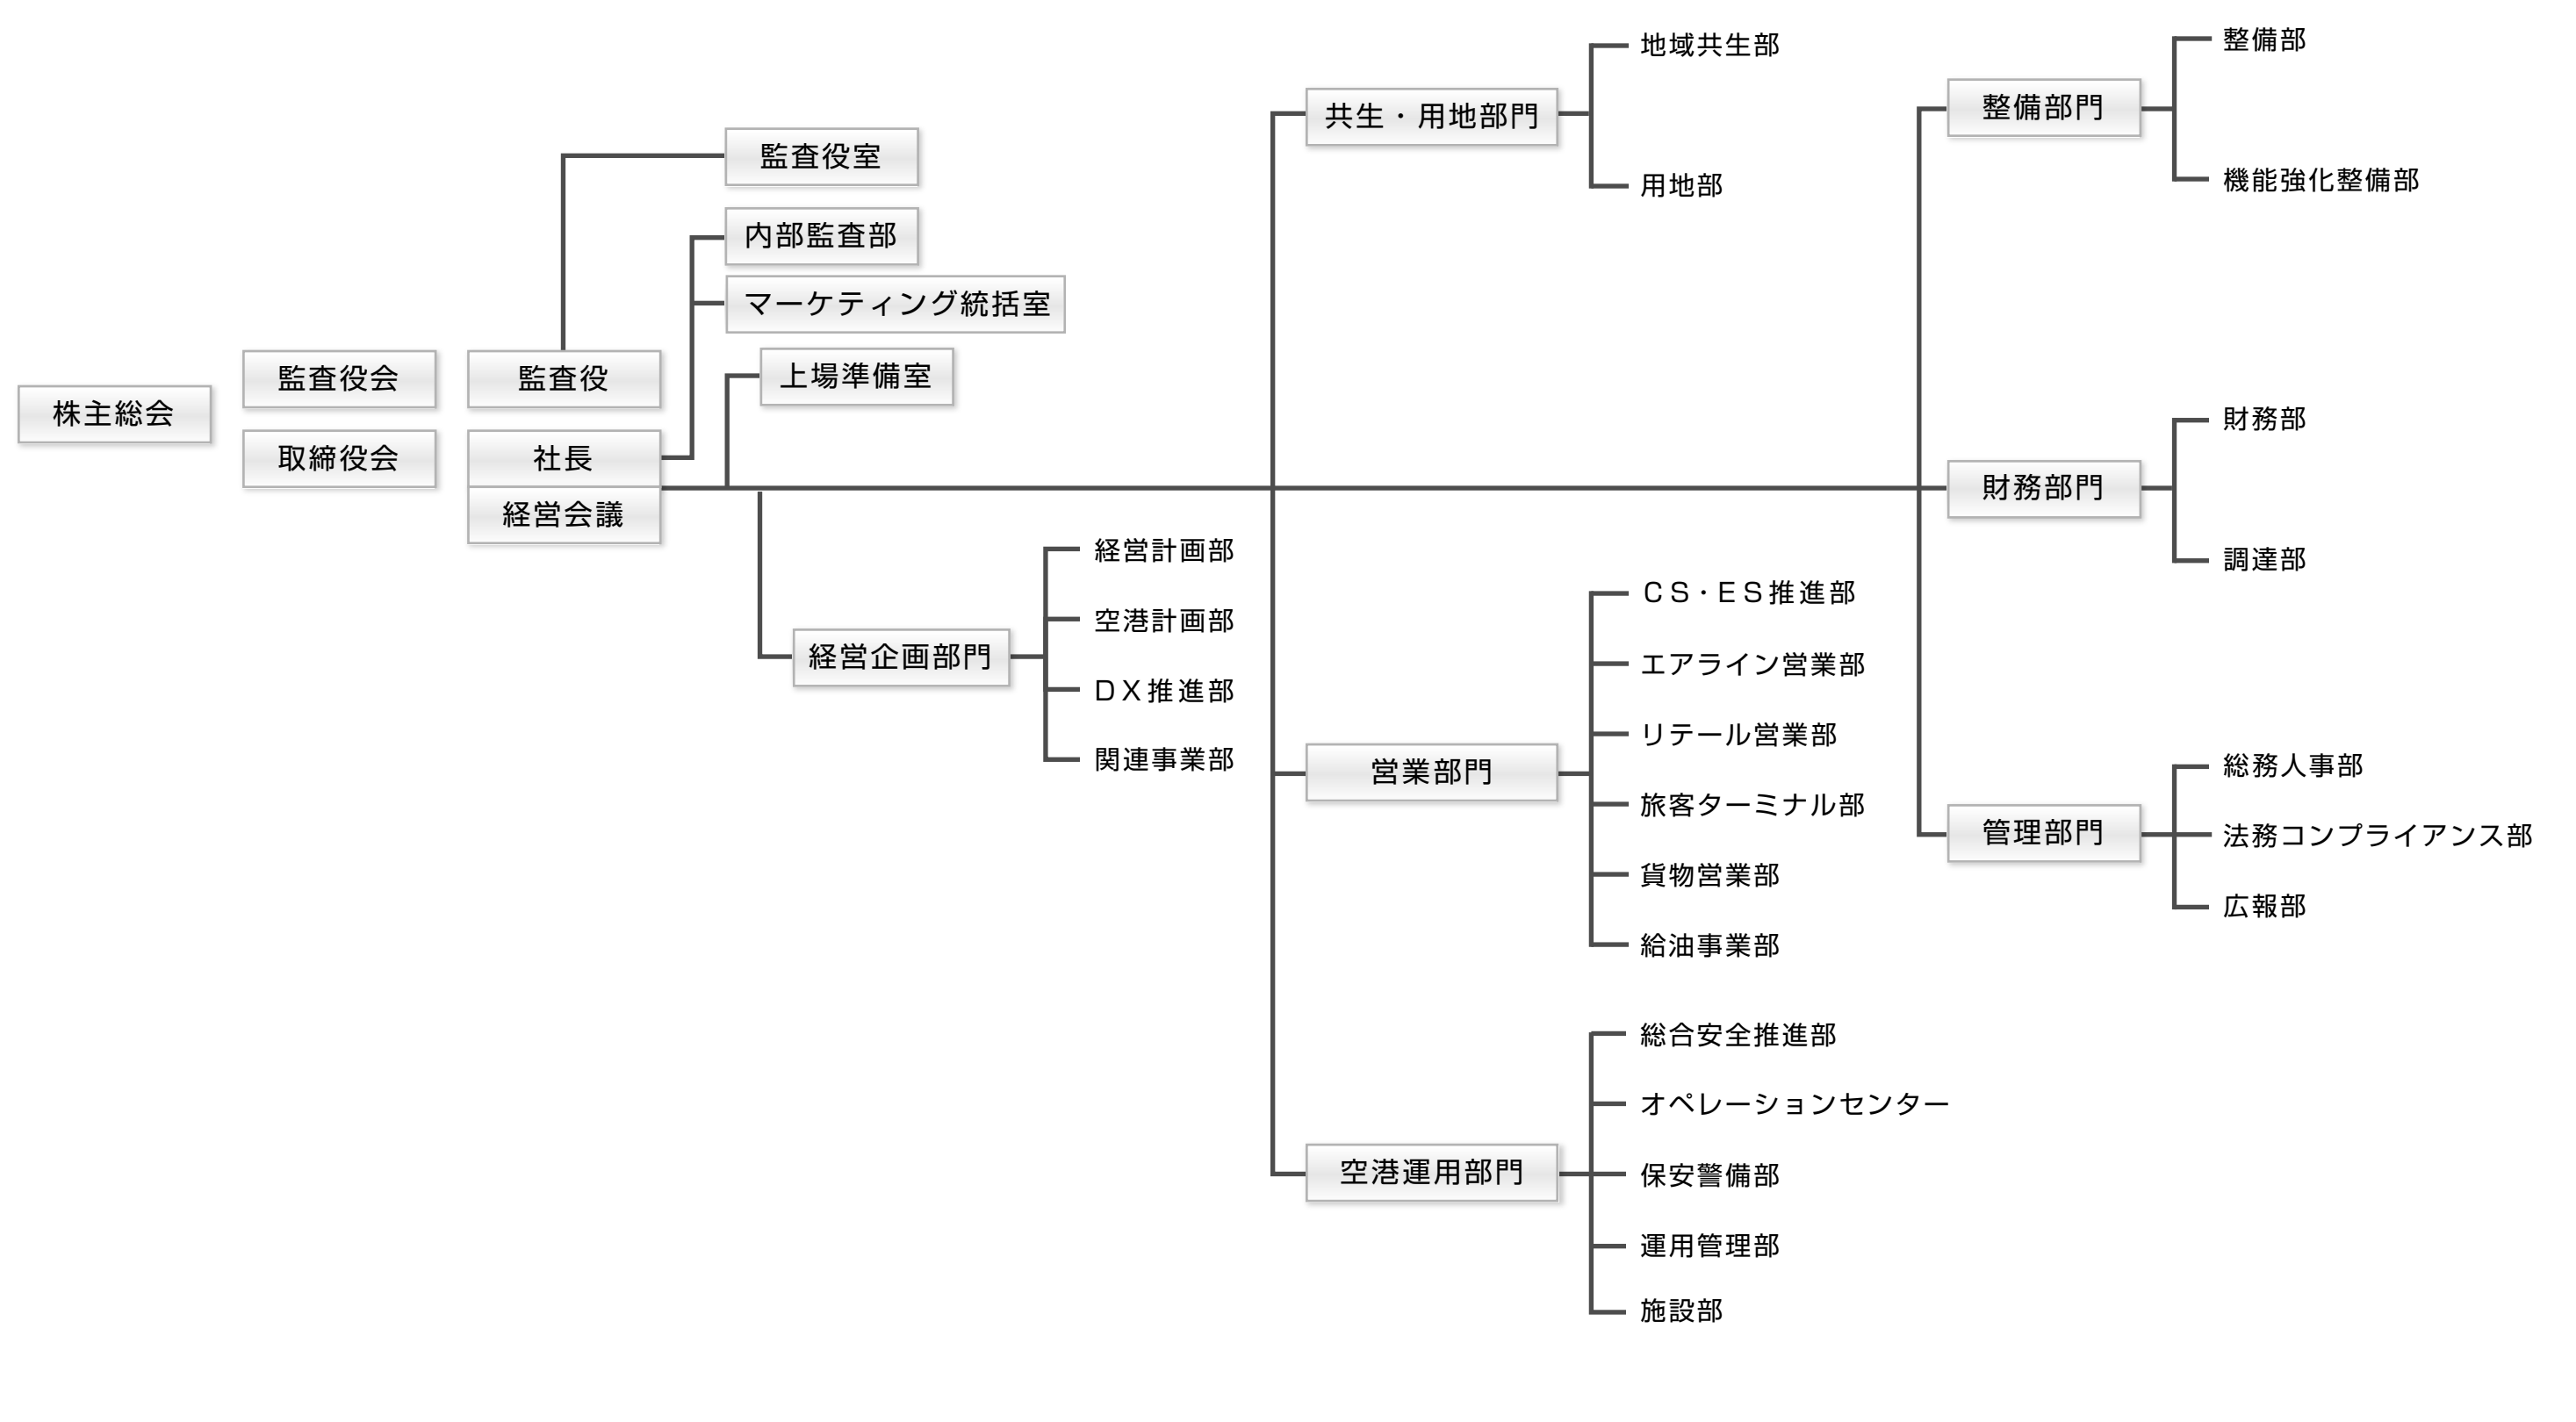 株主総会
監査役会
取締役会
監査役
社長
経営会議
監査役室
内部監査部
マーケティング統括室
上場準備室
経営企画部門
経営計画部
空港計画部
DX推進部
関連事業部
共生・用地部門
地域共生部
用地部
営業部門
CS・ES推進部
エアライン営業部
リテール営業部
旅客ターミナル部
貨物営業部
給油事業部
空港運用部門
総合安全推進部
オペレーションセンター
保安警備部
運用管理部
施設部
整備部門
整備部
機能強化整備部
財務部門
財務部
調達部
管理部門
総務人事部
法務コンプライアンス部
広報部